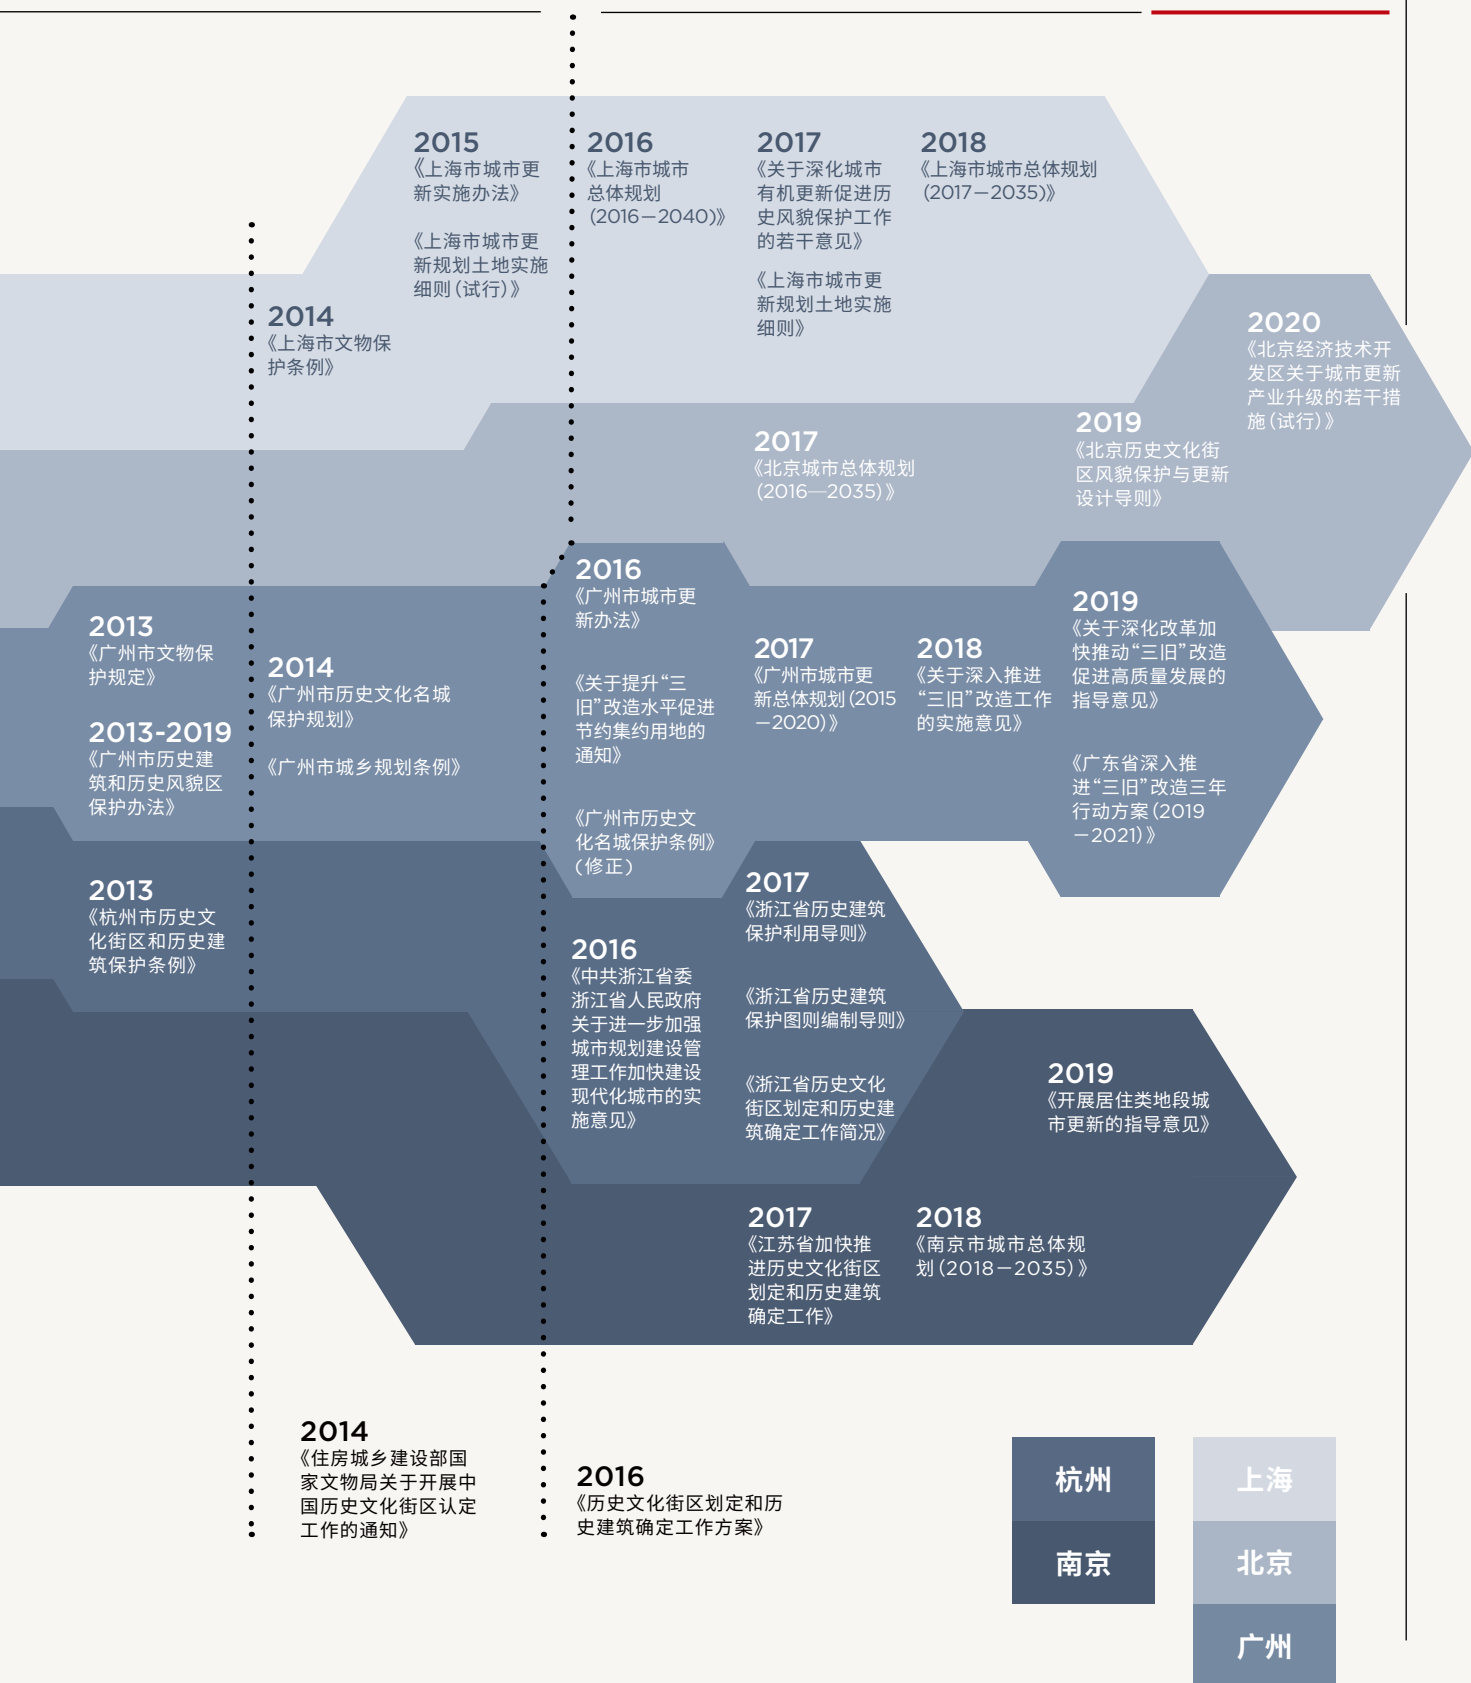 2015
《上海市城市更
新实施办法》
《上海市城市更
新规划土地实施
细则(试行)》
2016
《上海市城市
总体规划
(2016－2040)》
2017
《关于深化城市
有机更新促进历
史风貌保护工作
的若干意见》
《上海市城市更
新规划土地实施
细则》
2018
《上海市城市总体规划
(2017－2035)》
2014
《上海市文物保
护条例》
2020
《北京经济技术开
发区关于城市更新
产业升级的若干措
施(试行)》
2017
《北京城市总体规划
(2016—2035)》
2019
《北京历史文化街
区风貌保护与更新
设计导则》
2013
《广州市文物保
护规定》
2013-2019
《广州市历史建
筑和历史风貌区
保护办法》
2014
《广州市历史文化名城
保护规划》
《广州市城乡规划条例》
2016
《广州市城市更
新办法》
《关于提升“三
旧”改造水平促进
节约集约用地的
通知》
《广州市历史文
化名城保护条例》
(修正)
2017
《广州市城市更
新总体规划(2015
－2020)》
2018
《关于深入推进
“三旧”改造工作
的实施意见》
2019
《关于深化改革加
快推动“三旧”改造
促进高质量发展的
指导意见》
《广东省深入推
进“三旧”改造三年
行动方案(2019
－2021)》
2013
《杭州市历史文
化街区和历史建
筑保护条例》
2016
《中共浙江省委
浙江省人民政府
关于进一步加强
城市规划建设管
理工作加快建设
现代化城市的实
施意见》
2017
《浙江省历史建筑
保护利用导则》
《浙江省历史建筑
保护图则编制导则》
《浙江省历史文化
街区划定和历史建
筑确定工作简况》
2019
《开展居住类地段城
市更新的指导意见》
2017
《江苏省加快推
进历史文化街区
划定和历史建筑
确定工作》
2018
《南京市城市总体规
划(2018－2035)》
2014
《住房城乡建设部国
家文物局关于开展中
国历史文化街区认定
工作的通知》
2016
《历史文化街区划定和历
史建筑确定工作方案》
杭州
南京
上海
北京
广州